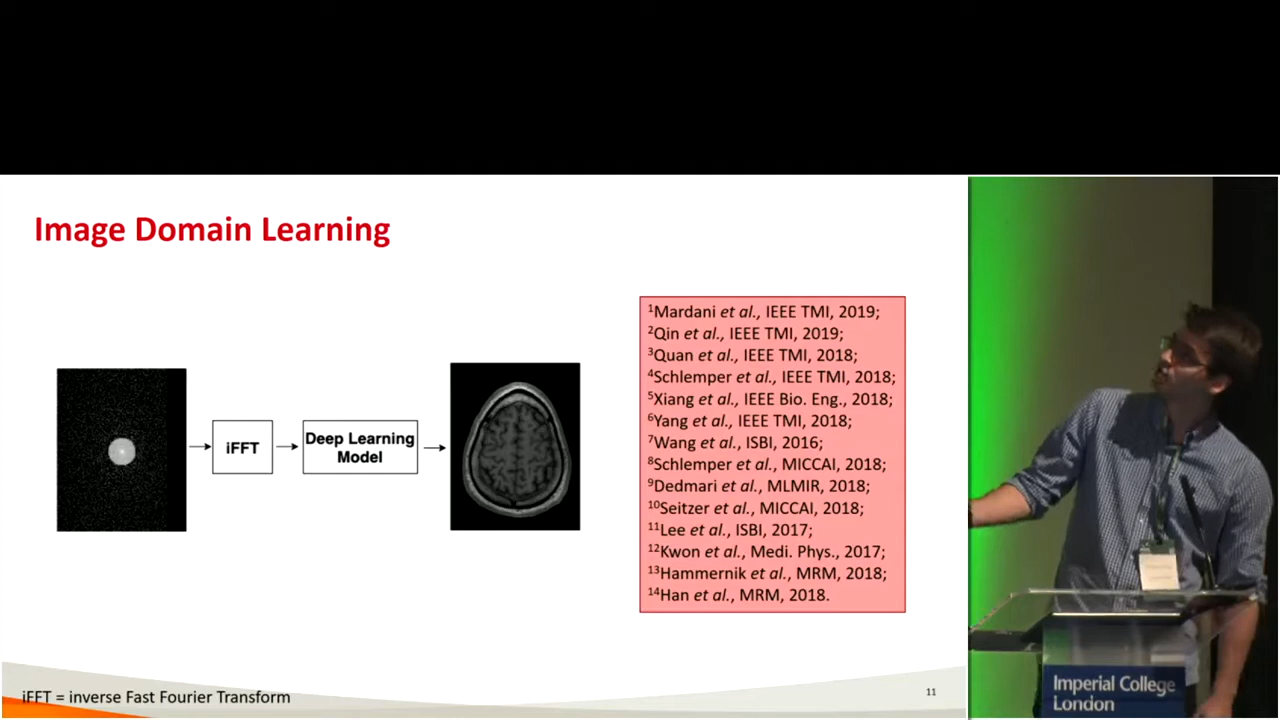 Image Domain Learning
iFFT
Deep Learning
Model
¹Mardani et al., IEEE TMI, 2019;
²Qin et al., IEEE TMI, 2019;
³Quan et al., IEEE TMI, 2018;
⁴Schlemper et al., IEEE TMI, 2018;
⁵Xiang et al., IEEE Bio. Eng., 2018;
⁶Yang et al., IEEE TMI, 2018;
⁷Wang et al., ISBI, 2016;
⁸Schlemper et al., MICCAI, 2018;
⁹Dedmari et al., MLMIR, 2018;
¹⁰Seitzer et al., MICCAI, 2018;
¹¹Lee et al., ISBI, 2017;
¹²Kwon et al., Medi. Phys., 2017;
¹³Hammernik et al., MRM, 2018;
¹⁴Han et al., MRM, 2018.
iFFT = inverse Fast Fourier Transform
11
Imperial College
London